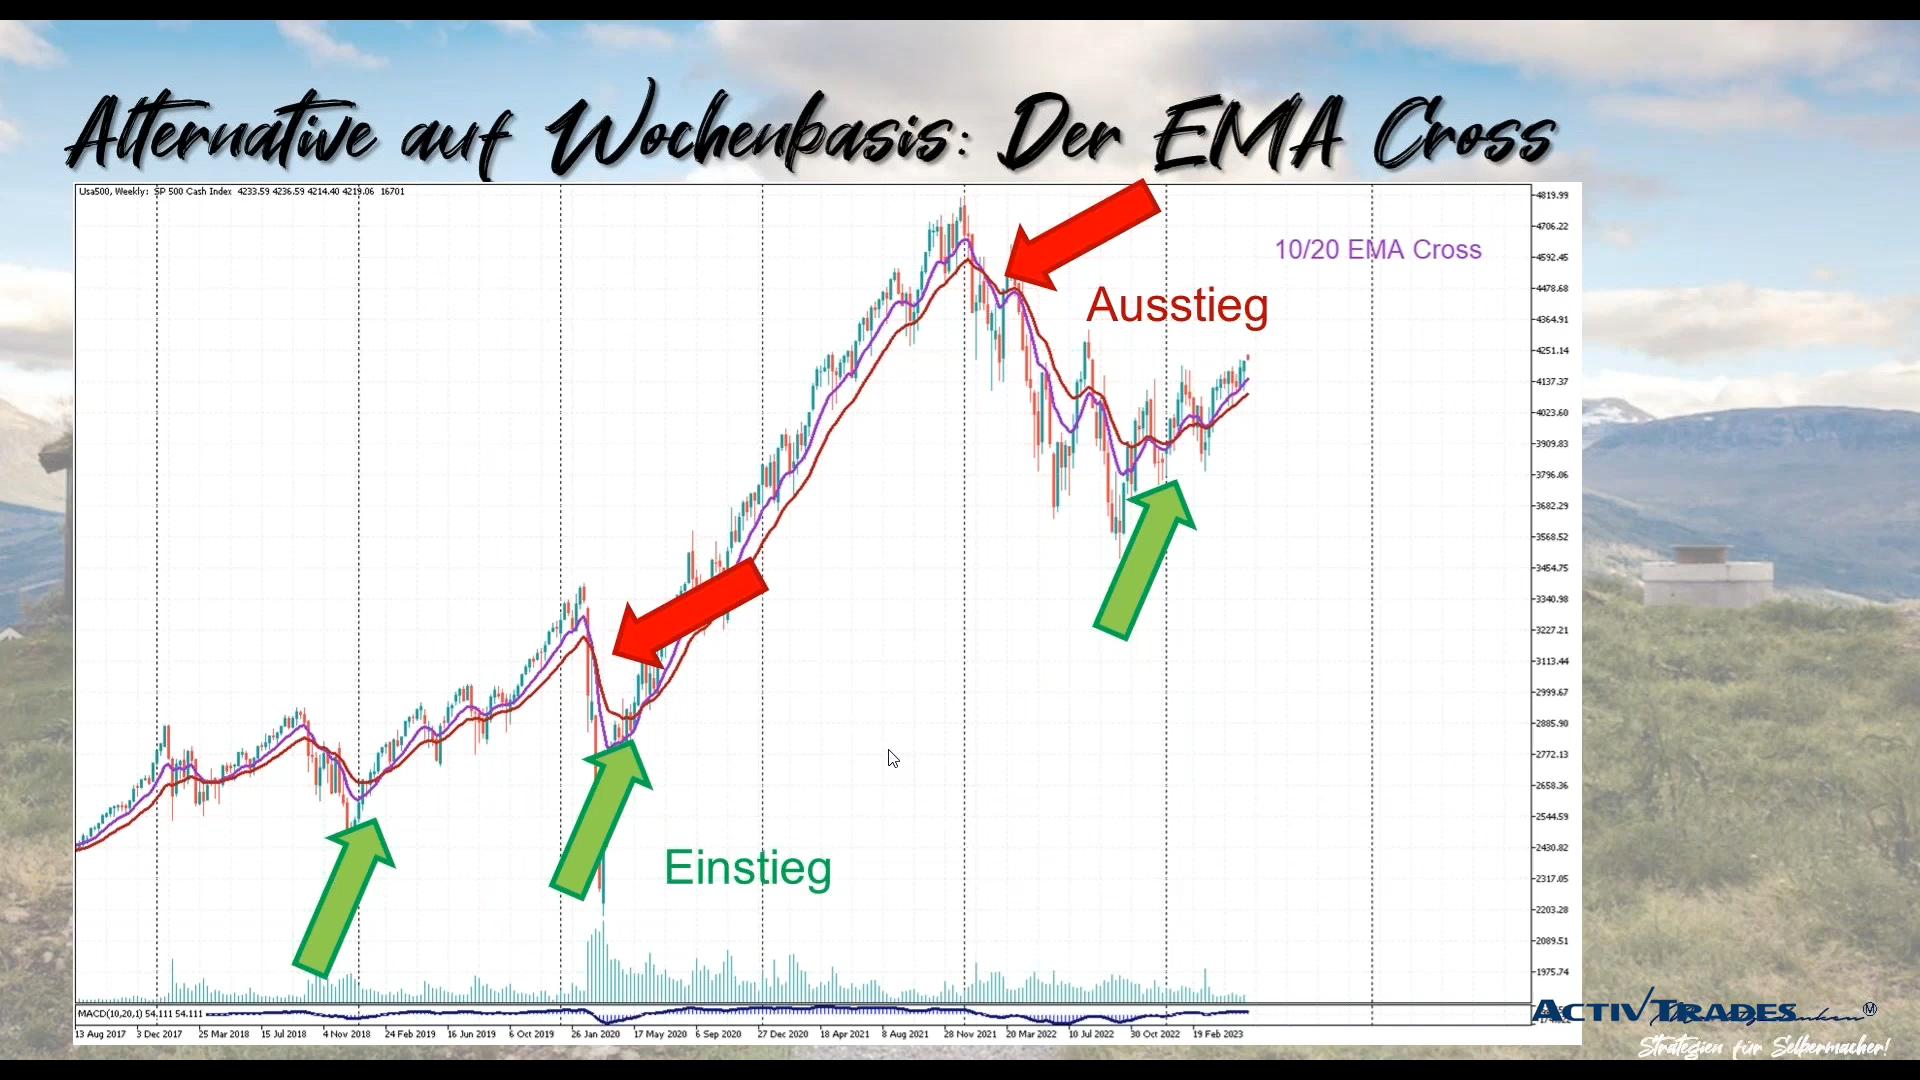 Alternative auf Wochenbasis: Der EMA Cross
Usa500, Weekly: SP 500 Cash Index 4233.59 4236.59 4214.40 4219.06 16701
4819.99
4706.22
10/20 EMA Cross
4592.45
4478.68
Ausstieg
4364.91
4251.14
4137.37
4023.60
3909.83
3796.06
3682.29
3568.52
3454.75
3340.98
3227.21
3113.44
2999.67
2885.90
2772.13
2658.36
2544.59
Einstieg
2430.82
2317.05
2203.28
2089.51
1975.74
MACD(10,20,1) 54.111 54.111
ACTIVTRADES
13 Aug 2017 3 Dec 2017 25 Mar 2018 15 Jul 2018 4 Nov 2018 24 Feb 2019 16 Jun 2019 6 Oct 2019 26 Jan 2020 17 May 2020 6 Sep 2020 27 Dec 2020 18 Apr 2021 8 Aug 2021 28 Nov 2021 20 Mar 2022 10 Jul 2022 30 Oct 2022 19 Feb 2023
Strategien für Selbermacher!